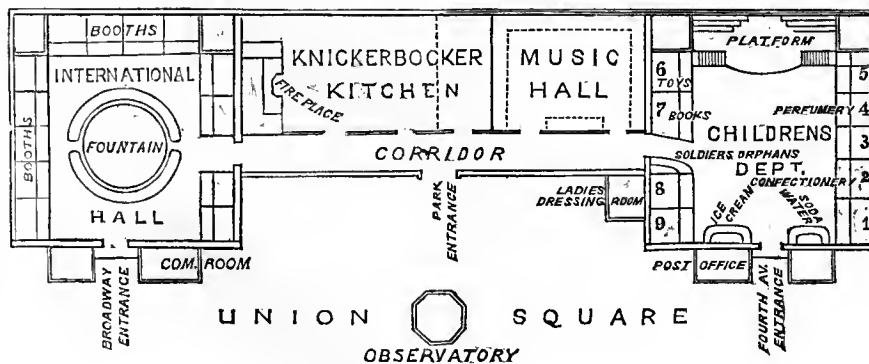 BOOTHS
INTERNATIONAL
BOOTHS
FOUNTAIN
HALL
COM. ROOM
BROADWAY
ENTRANCE
KNICKERBOCKER
KITCHEN
FIRE PLACE
MUSIC
HALL
CORRIDOR
PARK
ENTRANCE
LADIES
DRESSING ROOM
PLATFORM
6
TOYS
7 BOOKS
5
PERFUMERY 4
CHILDRENS
3
SOLDIERS ORPHANS
DEPT.
CONFECTIONERY 2
8
9
ICE
CREAM
SODA
WATER
1
POST OFFICE
FOURTH AV.
ENTRANCE
UNION SQUARE
OBSERVATORY